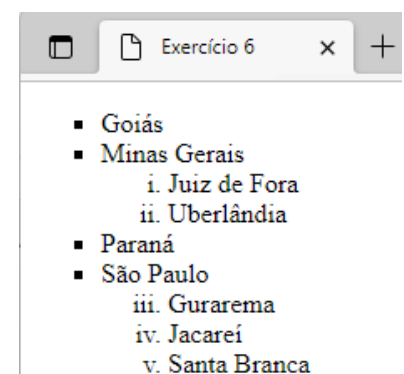 Exercício 6
Goiás
Minas Gerais
i. Juiz de Fora
ii. Uberlândia
Paraná
São Paulo
iii. Gurarema
iv. Jacareí
v. Santa Branca